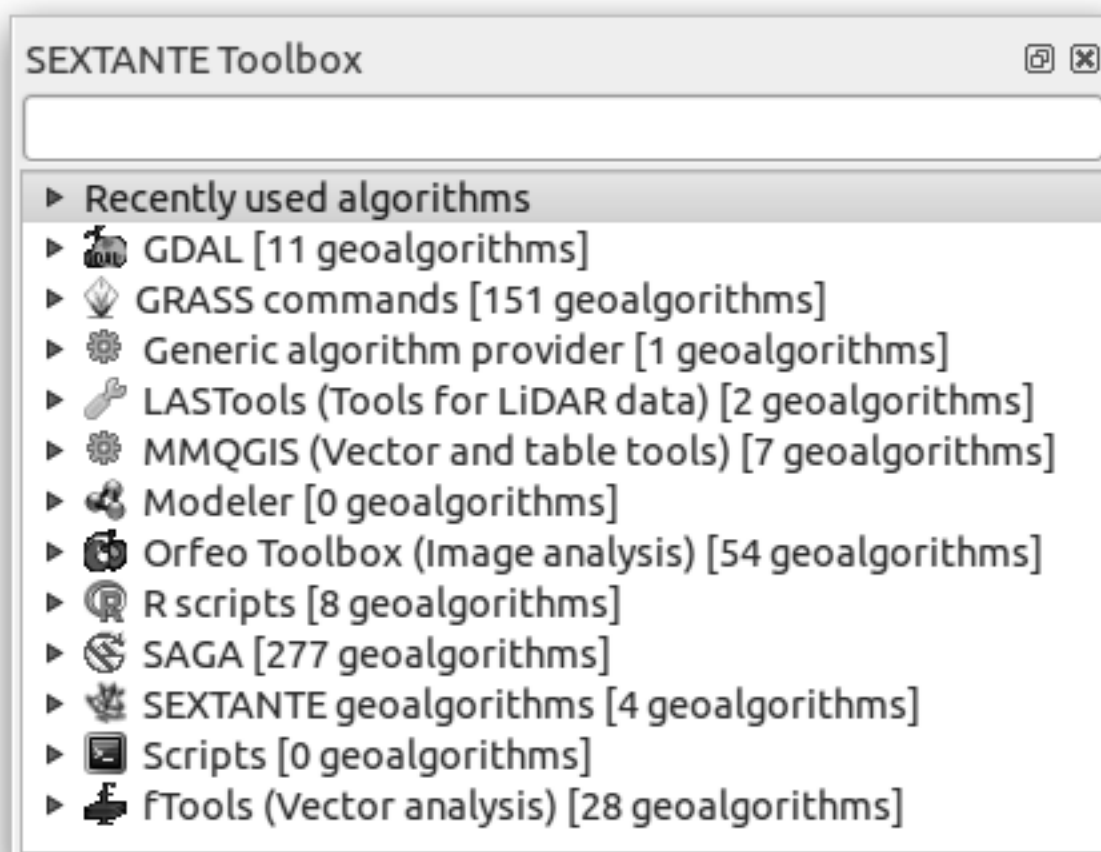 SEXTANTE Toolbox
Recently used algorithms
GDAL [11 geoalgorithms]
GRASS commands [151 geoalgorithms]
Generic algorithm provider [1 geoalgorithms]
LASTools (Tools for LiDAR data) [2 geoalgorithms]
MMQGIS (Vector and table tools) [7 geoalgorithms]
Modeler [0 geoalgorithms]
Orfeo Toolbox (Image analysis) [54 geoalgorithms]
R scripts [8 geoalgorithms]
SAGA [277 geoalgorithms]
SEXTANTE geoalgorithms [4 geoalgorithms]
Scripts [0 geoalgorithms]
fTools (Vector analysis) [28 geoalgorithms]